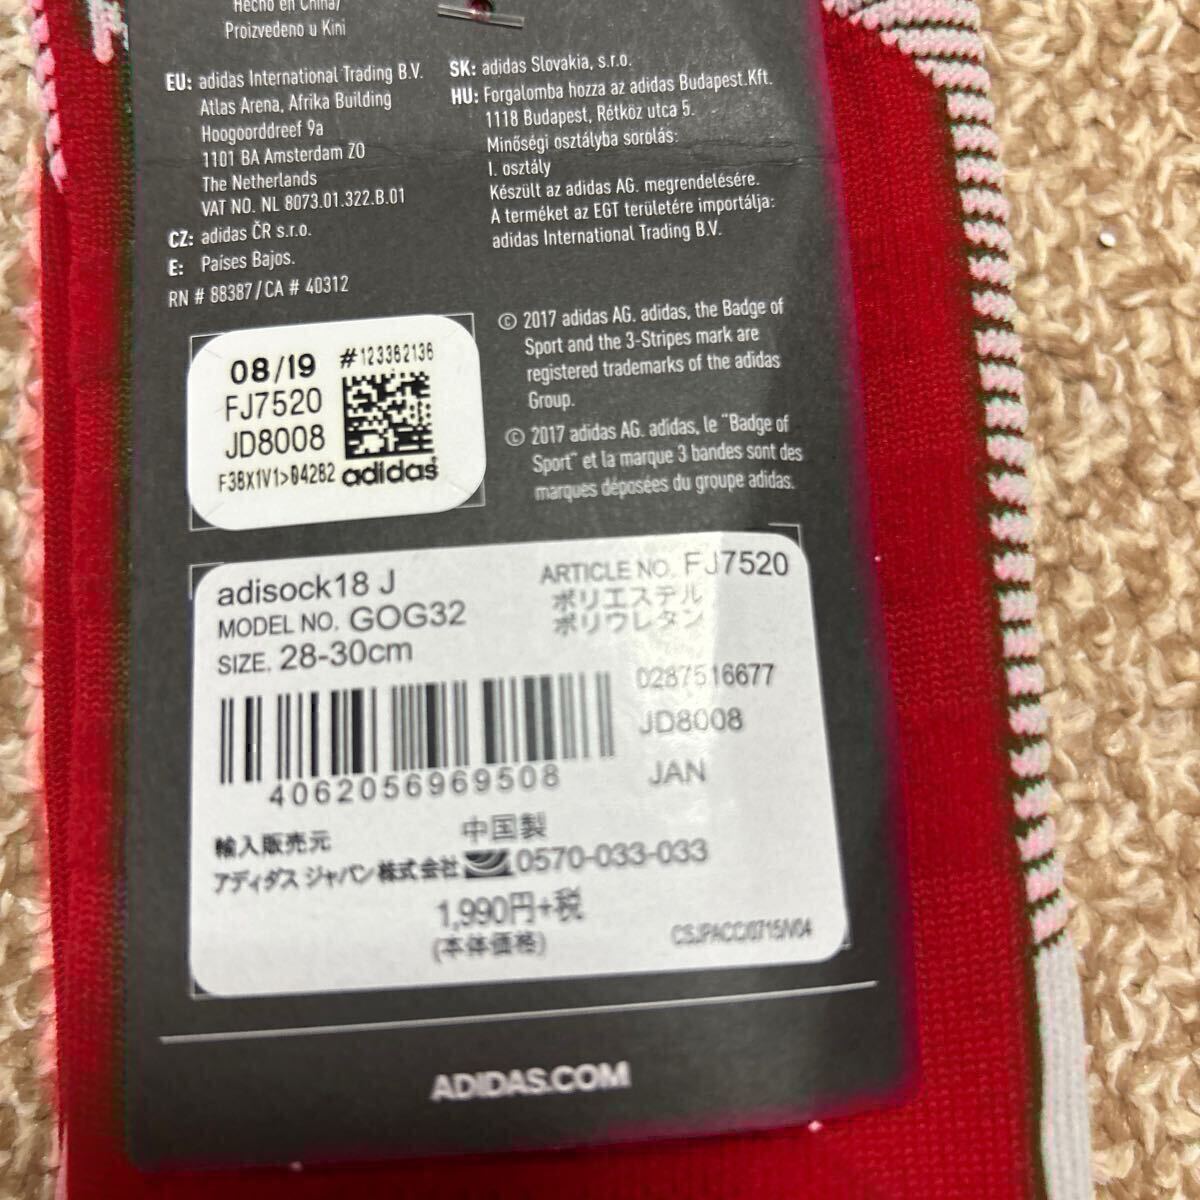 Hecho en China/
Proizvedeno u Kini
EU: adidas International Trading B.V.
Atlas Arena, Afrika Building
Hoogoorddreef 9a
1101 BA Amsterdam ZO
The Netherlands
VAT NO. NL 8073.01.322.B.01
CZ: adidas ČR s.r.o.
E: Países Bajos.
RN # 88387/CA # 40312
SK: adidas Slovakia, s.r.o.
HU: Forgalomba hozza az adidas Budapest.Kft.
1118 Budapest, Rétköz utca 5.
Minőségi osztályba sorolás:
I. osztály
Készült az adidas AG. megrendelésére.
A terméket az EGT területére importálja:
adidas International Trading B.V.
© 2017 adidas AG. adidas, the Badge of
Sport and the 3-Stripes mark are
registered trademarks of the adidas
Group.
© 2017 adidas AG. adidas, le "Badge of
Sport" et la marque 3 bandes sont des
marques déposées du groupe adidas.
08/19 #123362136
FJ7520
JD8008
F38X1V1>04282 adidas
adisock18 J
MODEL NO. GOG32
SIZE. 28-30cm
ARTICLE NO. FJ7520
ポリエステル
ポリウレタン
0287516677
JD8008
JAN
4062056969508
輸入販売元 中国製
アディダス ジャパン株式会社 0570-033-033
1,990円+税
(本体価格)
CSJPACC/0715/V04
ADIDAS.COM